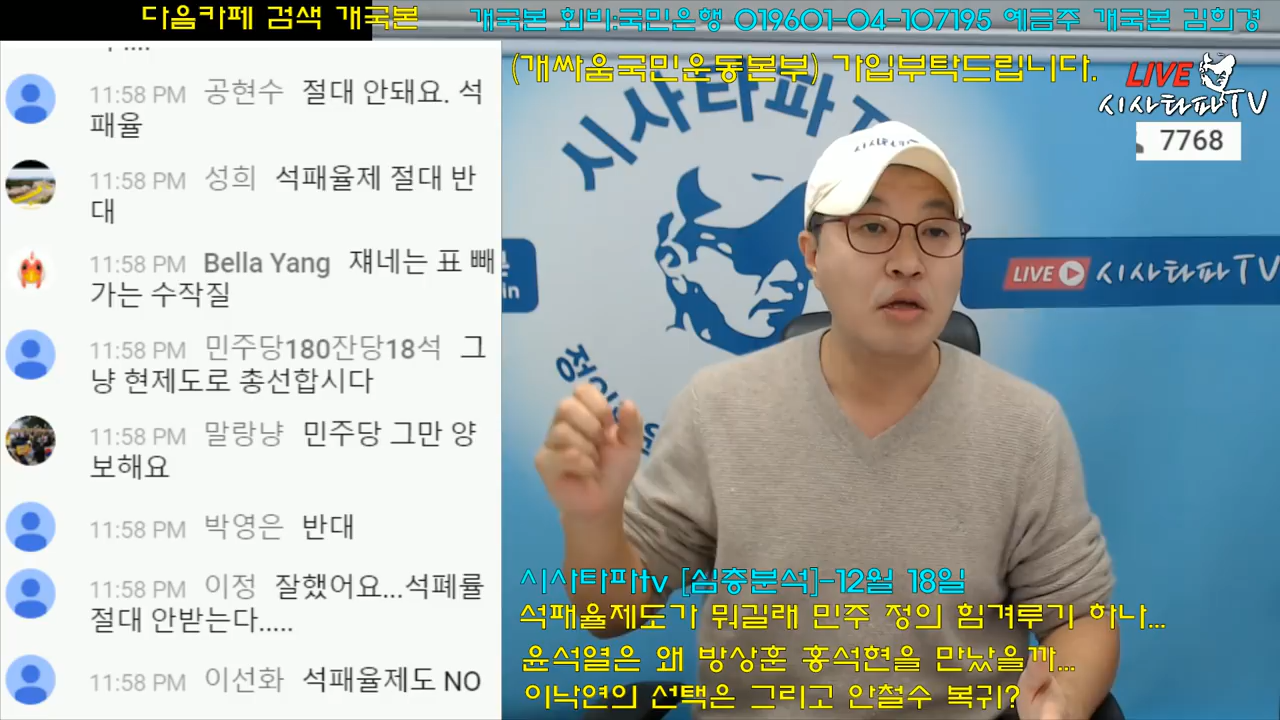 다음카페 검색 개국본
개국본 회비:국민은행 019601-04-107195 예금주 개국본 김희경
(개싸움국민운동본부) 가입부탁드립니다.
LIVE
시사타파TV
7768
11:58 PM 공현수 절대 안돼요. 석
패율
11:58 PM 성희 석패율제 절대 반
대
11:58 PM Bella Yang 쟤네는 표 빼
가는 수작질
11:58 PM 민주당180잔당18석 그
냥 현제도로 총선합시다
11:58 PM 말랑냥 민주당 그만 양
보해요
11:58 PM 박영은 반대
11:58 PM 이정 잘했어요...석폐률
절대 안받는다.....
11:58 PM 이선화 석패율제도 NO
시사타파
LIVE 시사타파TV
시사타파tv [심층분석]-12월 18일
석패율제도가 뭐길래 민주 정의 힘겨루기 하나...
윤석열은 왜 방상훈 홍석현을 만났을까...
이낙연의 선택은 그리고 안철수 복귀?